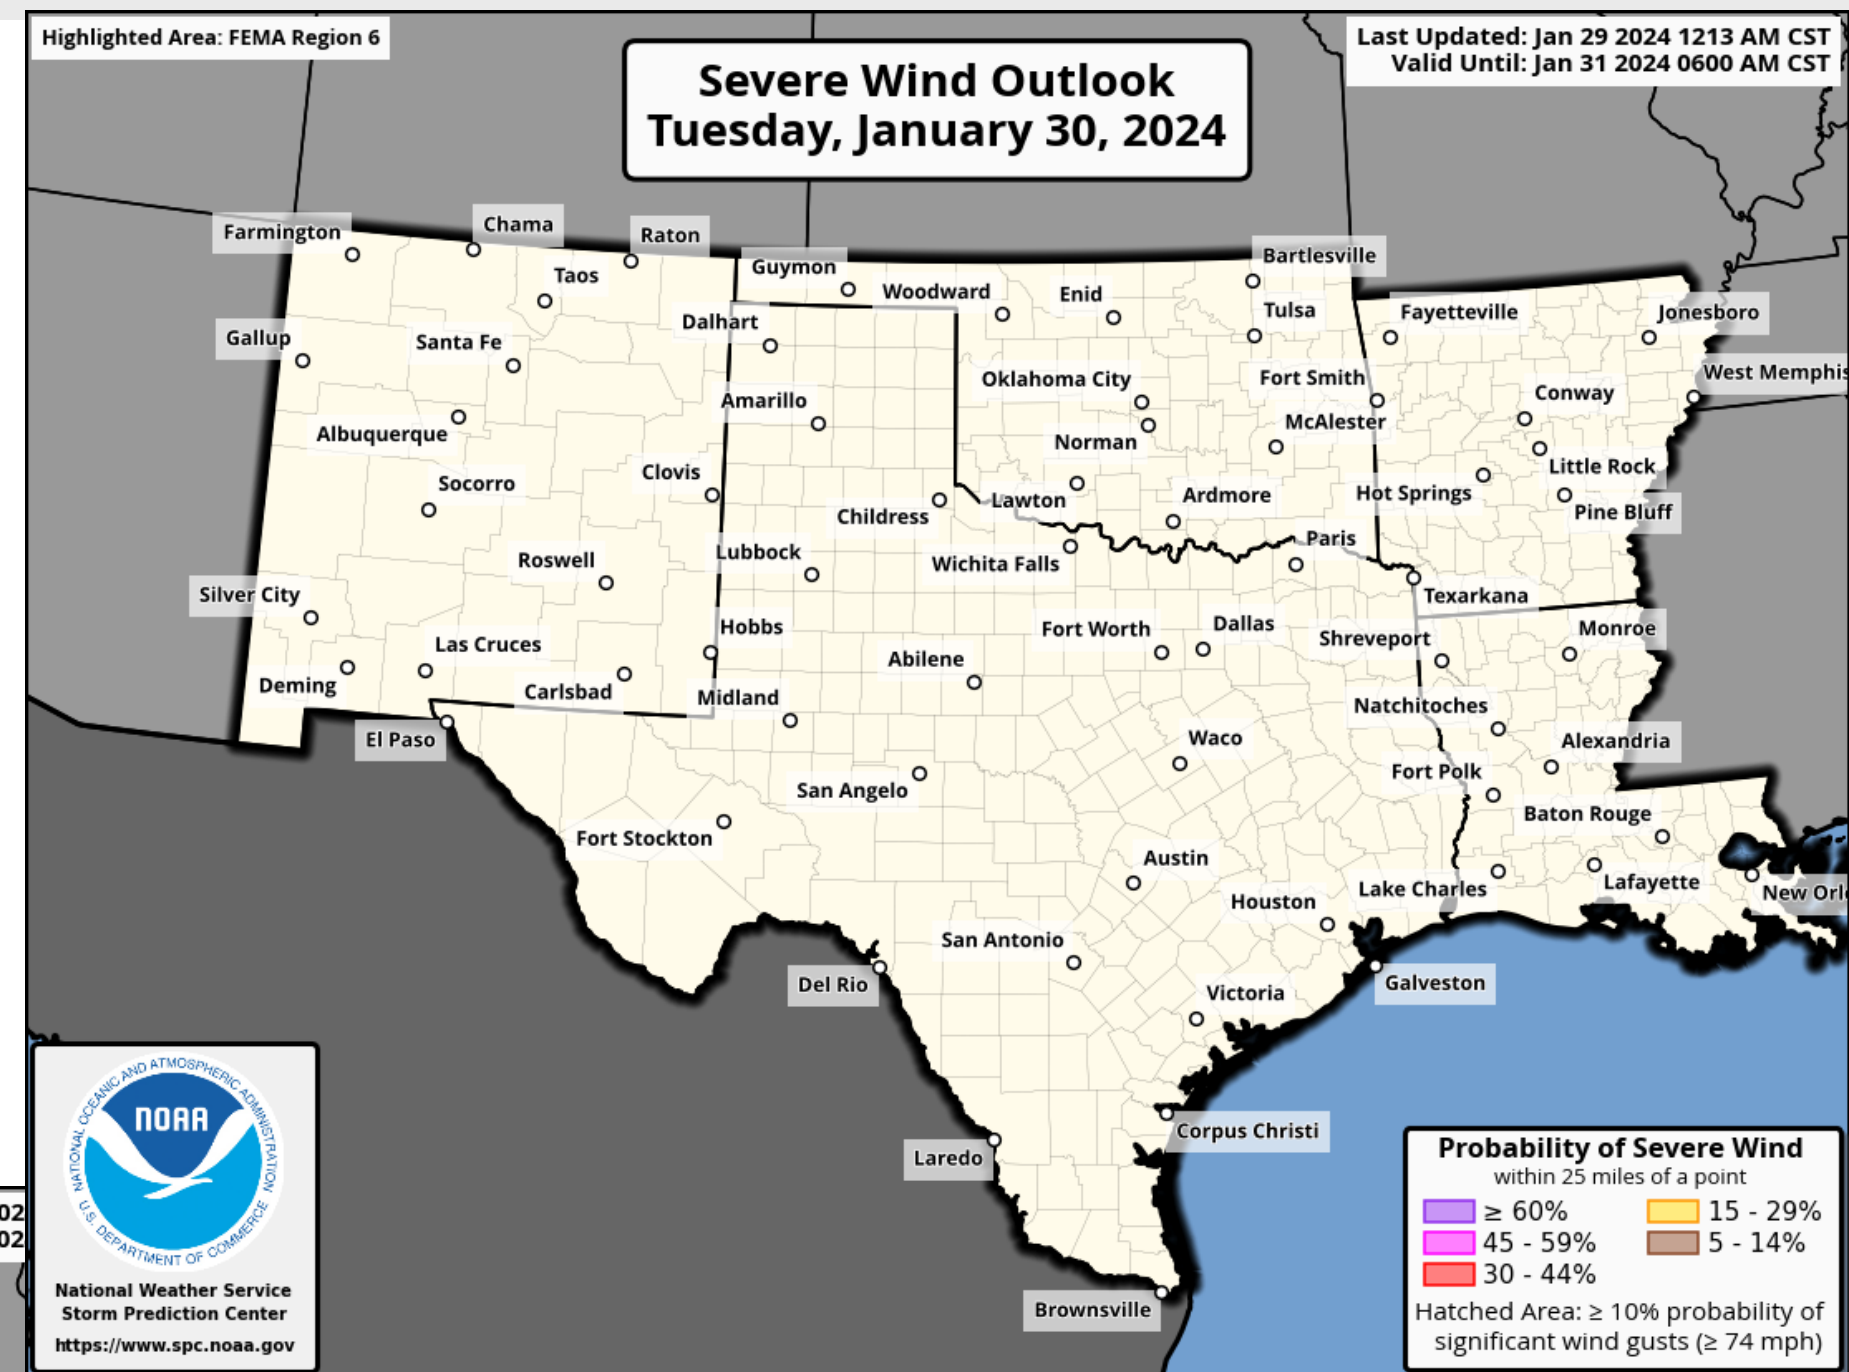 Highlighted Area: FEMA Region 6
Severe Wind Outlook
Tuesday, January 30, 2024
Last Updated: Jan 29 2024 1213 AM CST
Valid Until: Jan 31 2024 0600 AM CST
Farmington
Chama
Raton
Taos
Guymon
Woodward
Enid
Bartlesville
Tulsa
Fayetteville
Jonesboro
Gallup
Santa Fe
Dalhart
Oklahoma City
Fort Smith
Conway
West Memphis
Albuquerque
Amarillo
Norman
McAlester
Little Rock
Socorro
Clovis
Childress
Lawton
Ardmore
Hot Springs
Pine Bluff
Roswell
Lubbock
Wichita Falls
Paris
Texarkana
Silver City
Las Cruces
Hobbs
Abilene
Fort Worth
Dallas
Shreveport
Monroe
Deming
Carlsbad
Midland
Natchitoches
El Paso
Waco
Alexandria
San Angelo
Fort Polk
Fort Stockton
Baton Rouge
Austin
Houston
Lake Charles
Lafayette
New Orle
San Antonio
Del Rio
Victoria
Galveston
Corpus Christi
Laredo
Brownsville
02
02
NATIONAL OCEANIC AND ATMOSPHERIC ADMINISTRATION
NOAA
U.S. DEPARTMENT OF COMMERCE
National Weather Service
Storm Prediction Center
https://www.spc.noaa.gov
Probability of Severe Wind
within 25 miles of a point
≥ 60%
15 - 29%
45 - 59%
5 - 14%
30 - 44%
Hatched Area: ≥ 10% probability of
significant wind gusts (≥ 74 mph)